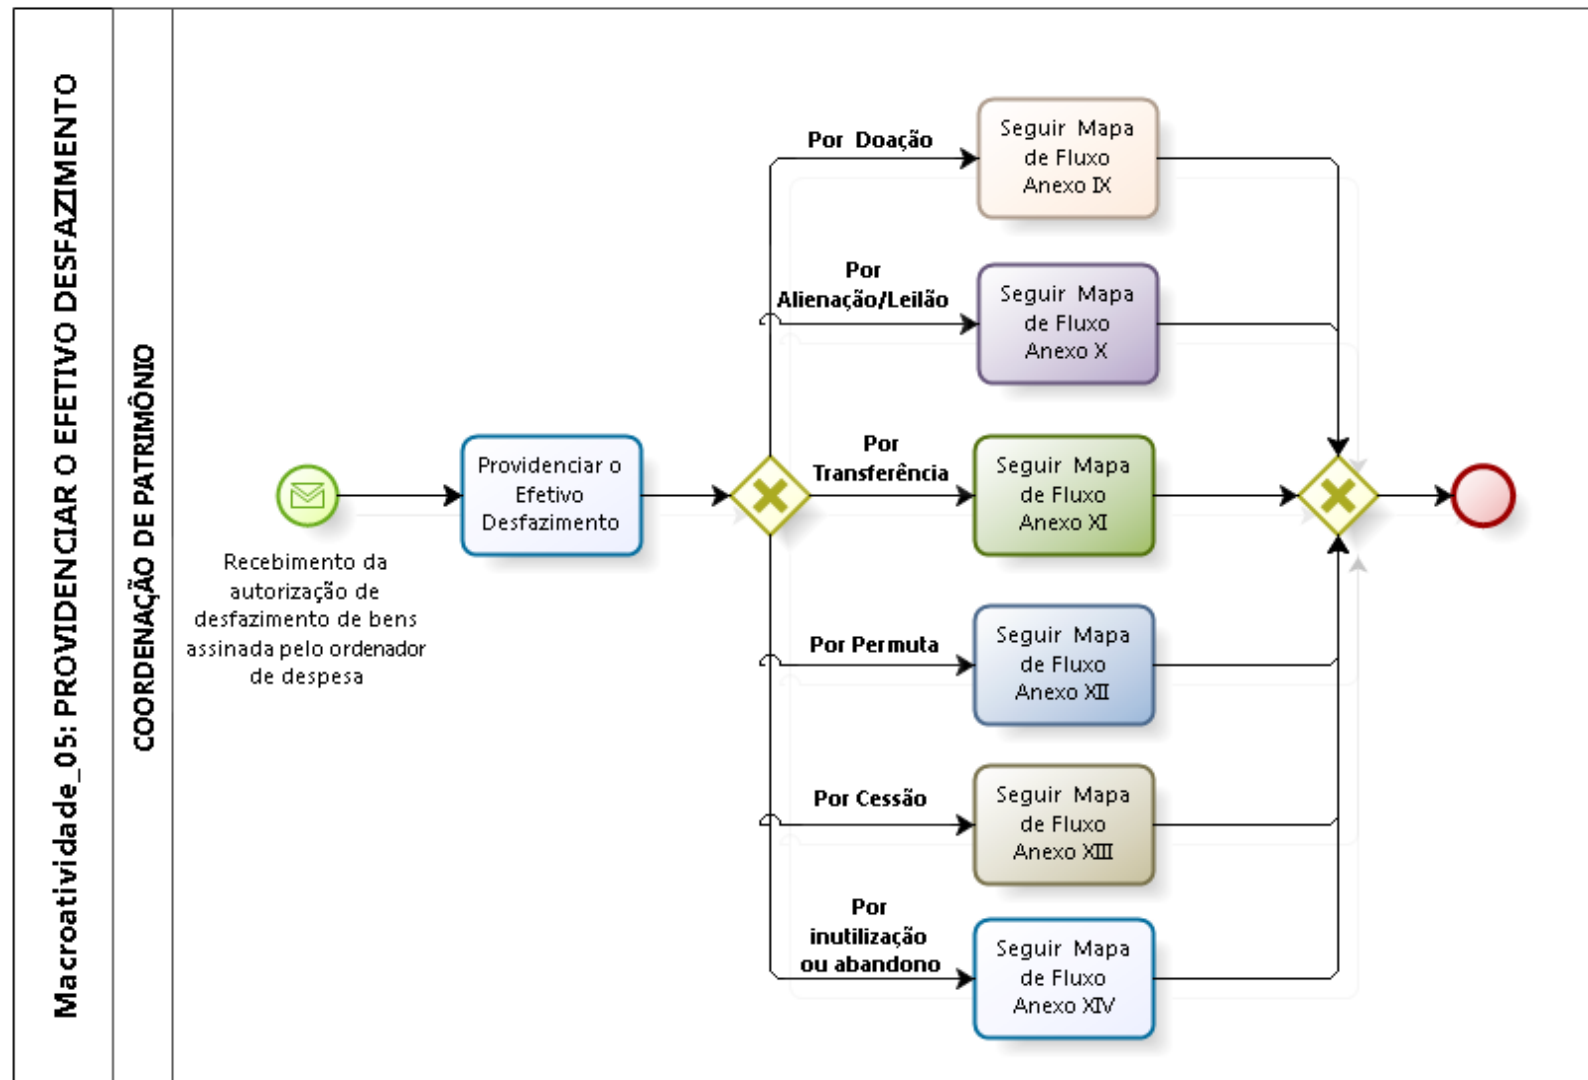 Macroatividade_05: PROVIDENCIAR O EFETIVO DESFAZIMENTO
COORDENAÇÃO DE PATRIMÔNIO
Recebimento da
autorização de
desfazimento de bens
assinada pelo ordenador
de despesa
Providenciar o
Efetivo
Desfazimento
Por Doação
Seguir Mapa
de Fluxo
Anexo IX
Por
Alienação/Leilão
Seguir Mapa
de Fluxo
Anexo X
Por
Transferência
Seguir Mapa
de Fluxo
Anexo XI
Por Permuta
Seguir Mapa
de Fluxo
Anexo XII
Por Cessão
Seguir Mapa
de Fluxo
Anexo XIII
Por
inutilização
ou abandono
Seguir Mapa
de Fluxo
Anexo XIV